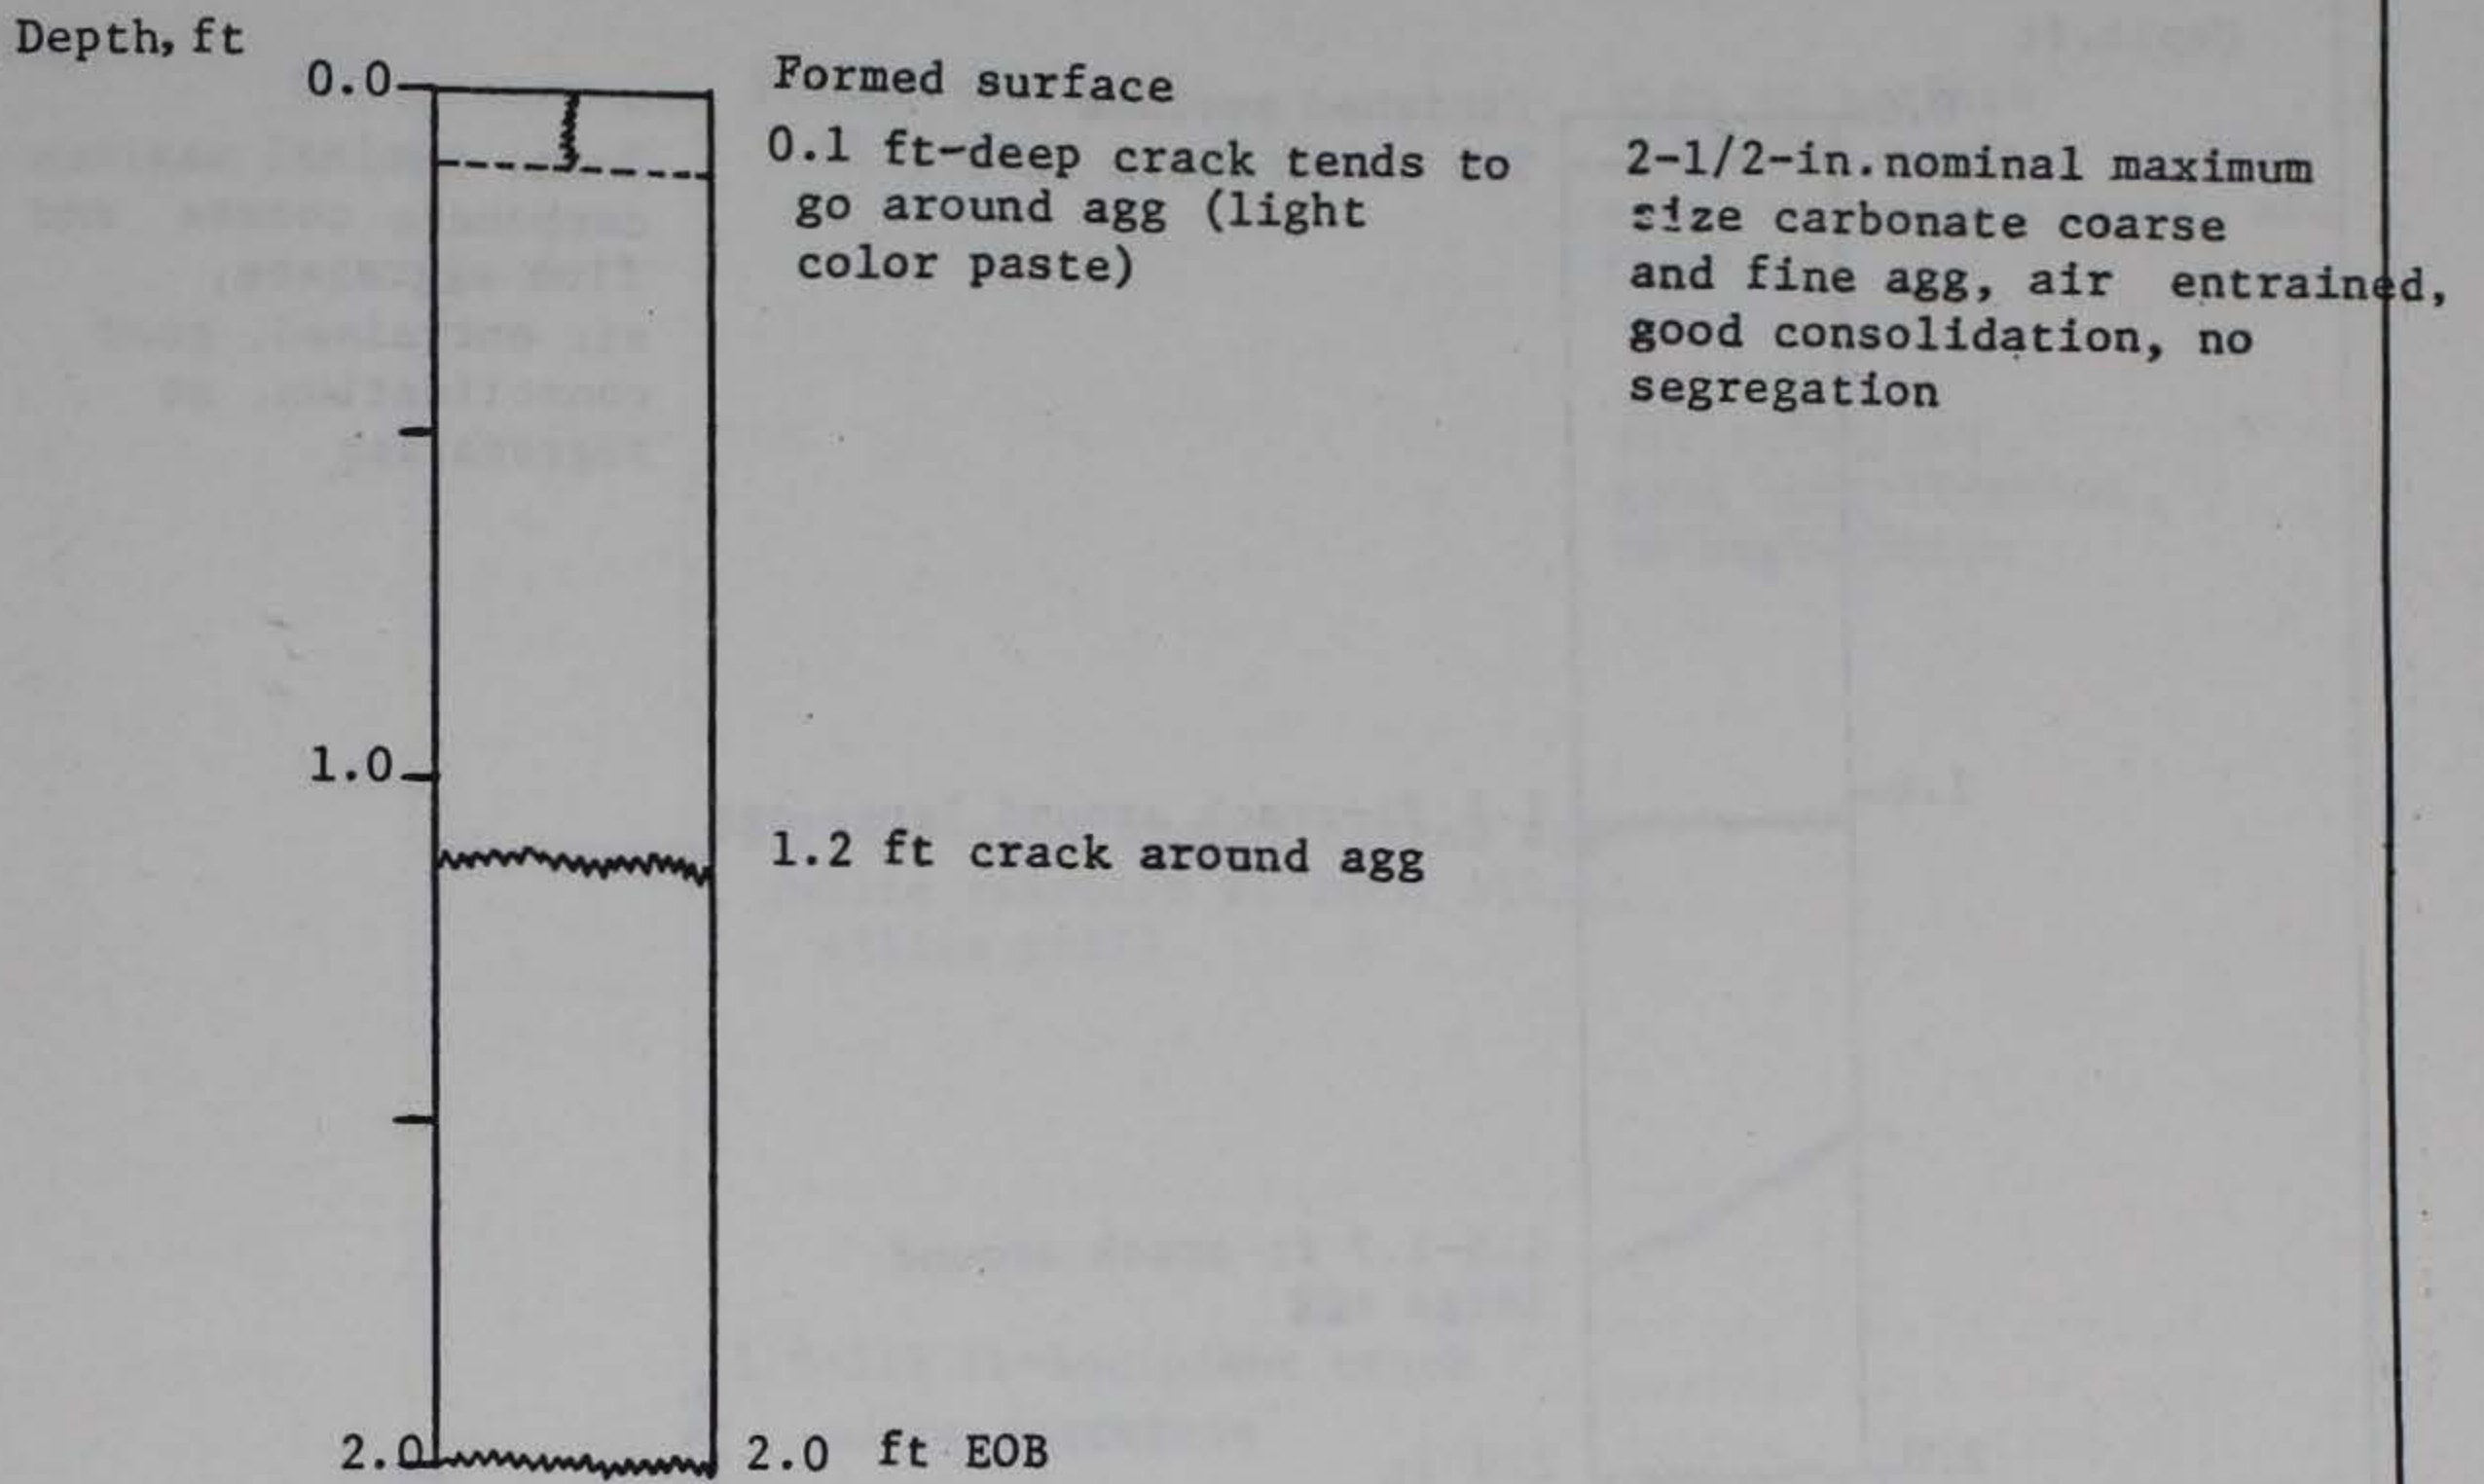 Depth, ft
0.0
Formed surface
0.1 ft-deep crack tends to
go around agg (light
color paste)
2-1/2-in. nominal maximum
size carbonate coarse
and fine agg, air entrained,
good consolidation, no
segregation
1.0
1.2 ft crack around agg
2.0
2.0 ft EOB